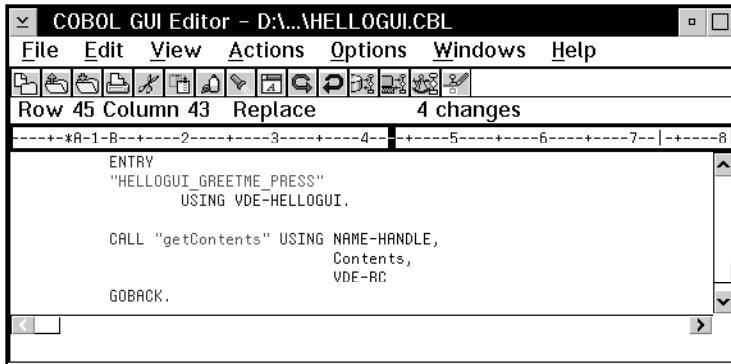 COBOL GUI Editor - D:\...\HELLOGUI.CBL
File Edit View Actions Options Windows Help
Row 45 Column 43 Replace 4 changes
----+-*A-1-B--+----2----+----3----+----4-- -+----5----+----6----+----7--|-+----8
ENTRY
"HELLOGUI_GREETME_PRESS"
USING VDE-HELLOGUI.
CALL "getContents" USING NAME-HANDLE,
Contents,
VDE-RC
GOBACK.